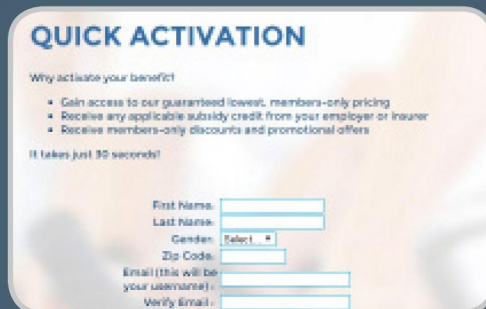 QUICK ACTIVATION
Why activate your benefit?
Gain access to our guaranteed lowest, members-only pricing
Receive any applicable subsidy credit from your employer or insurer
Receive members-only discounts and promotional offers
It takes just 30 seconds!
First Name:
Last Name:
Gender: Select...
Zip Code:
Email (this will be
your username):
Verify Email: